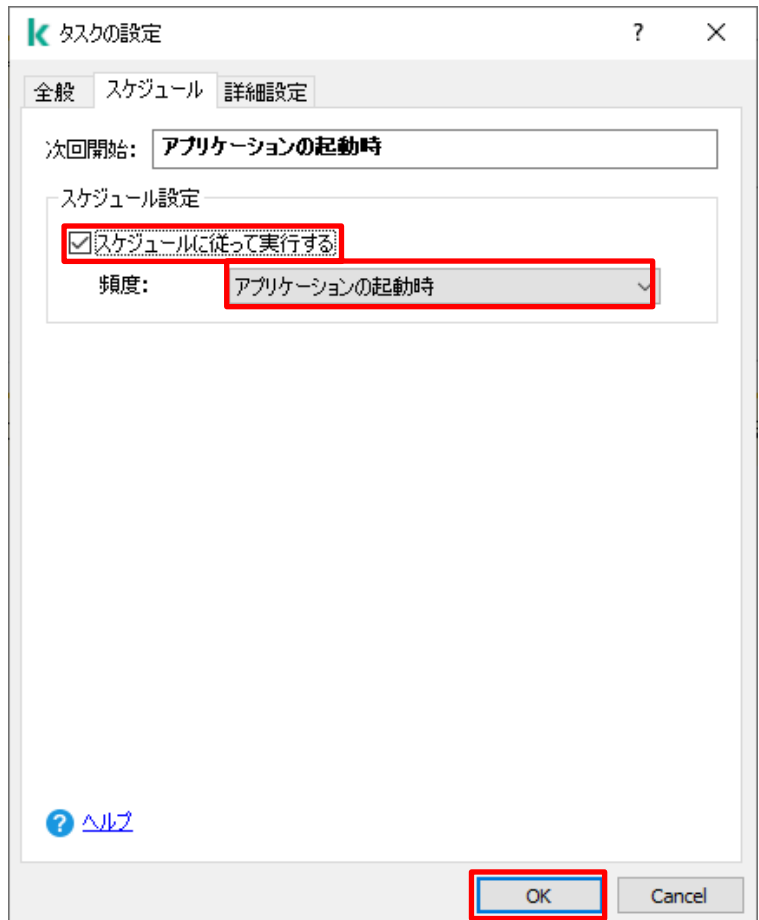 タスクの設定
?
全般 スケジュール 詳細設定
次回開始: アプリケーションの起動時
スケジュール設定
スケジュールに従って実行する
頻度: アプリケーションの起動時
? ヘルプ
OK Cancel